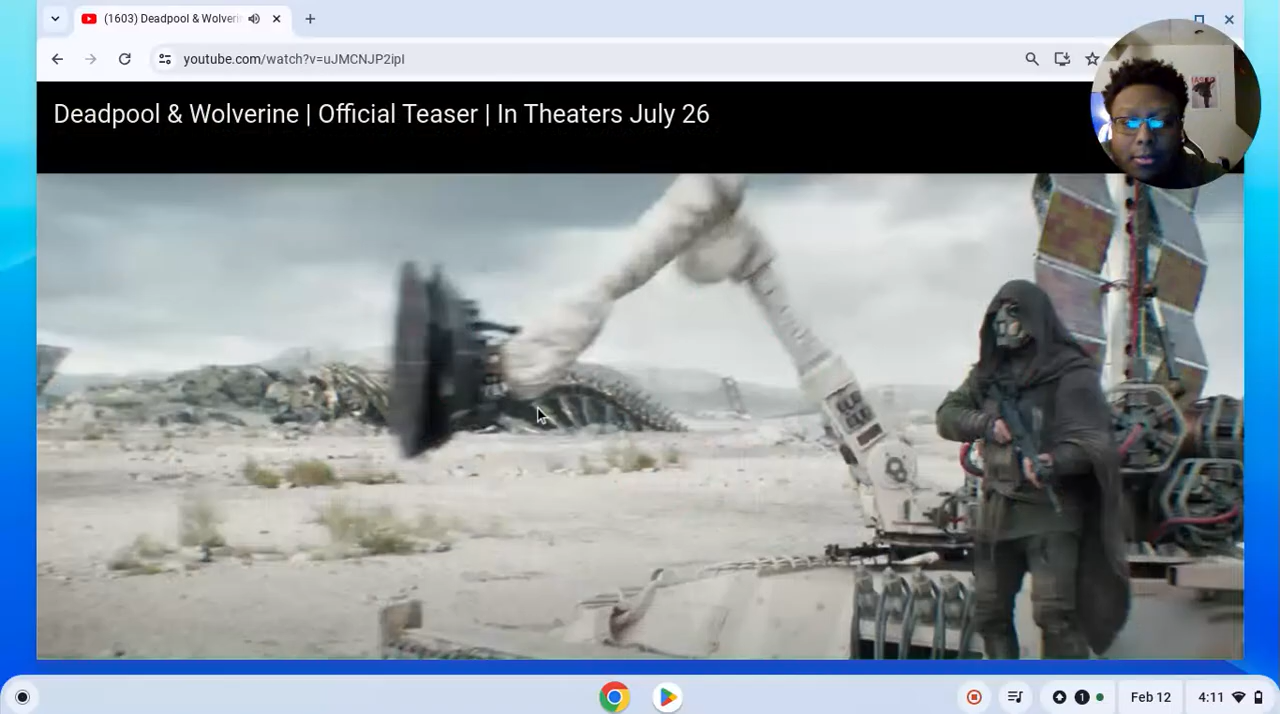 (1603) Deadpool & Wolveri
youtube.com/watch?v=uJMCNJP2ipI
Deadpool & Wolverine | Official Teaser | In Theaters July 26
1
Feb 12
4:11